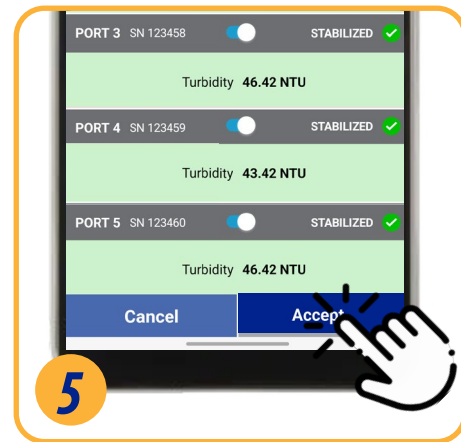 PORT 3 SN 123458 STABILIZED
Turbidity 46.42 NTU
PORT 4 SN 123459 STABILIZED
Turbidity 43.42 NTU
PORT 5 SN 123460 STABILIZED
Turbidity 46.42 NTU
Cancel Accept
5